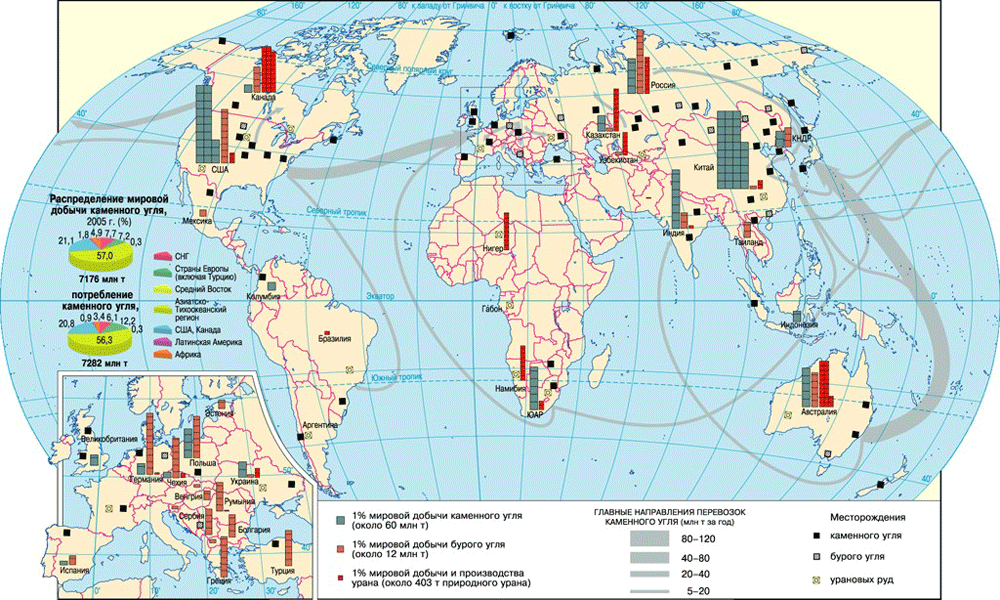 80°
160°
120°
80° к западу от Гринвича
0°
к востоку от Гринвича 80°
120°
160°
80°
Северный полярный круг
Канада
Россия
40°
40°
США
Казахстан
Узбекистан
КНДР
Китай
Мексика
Северный тропик
Нигер
Индия
Таиланд
Колумбия
Экватор
Габон
Индонезия
0°
Бразилия
Южный тропик
Намибия
ЮАР
Аргентина
Австралия
40°
40°
Распределение мировой
добычи каменного угля,
2005 г. (%)
1,8 4,9 7,7 7,2
21,1
0,3
57,0
7176 млн т
потребление
каменного угля,
0,9 3,4 6,1 12,2
20,8
0,3
56,3
7282 млн т
СНГ
Страны Европы
(включая Турцию)
Средний Восток
Азиатско-
Тихоокеанский
регион
США, Канада
Латинская Америка
Африка
Эстония
Великобритания
Польша
Германия
Чехия
Украина
50°
Венгрия
Румыния
Сербия
Болгария
40°
Испания
Греция
Турция
0°
10°
20°
30°
1% мировой добычи каменного угля
(около 60 млн т)
1% мировой добычи бурого угля
(около 12 млн т)
1% мировой добычи и производства
урана (около 403 т природного урана)
ГЛАВНЫЕ НАПРАВЛЕНИЯ ПЕРЕВОЗОК
КАМЕННОГО УГЛЯ (млн т за год)
80–120
40–80
20–40
5–20
Месторождения
каменного угля
бурого угля
урановых руд